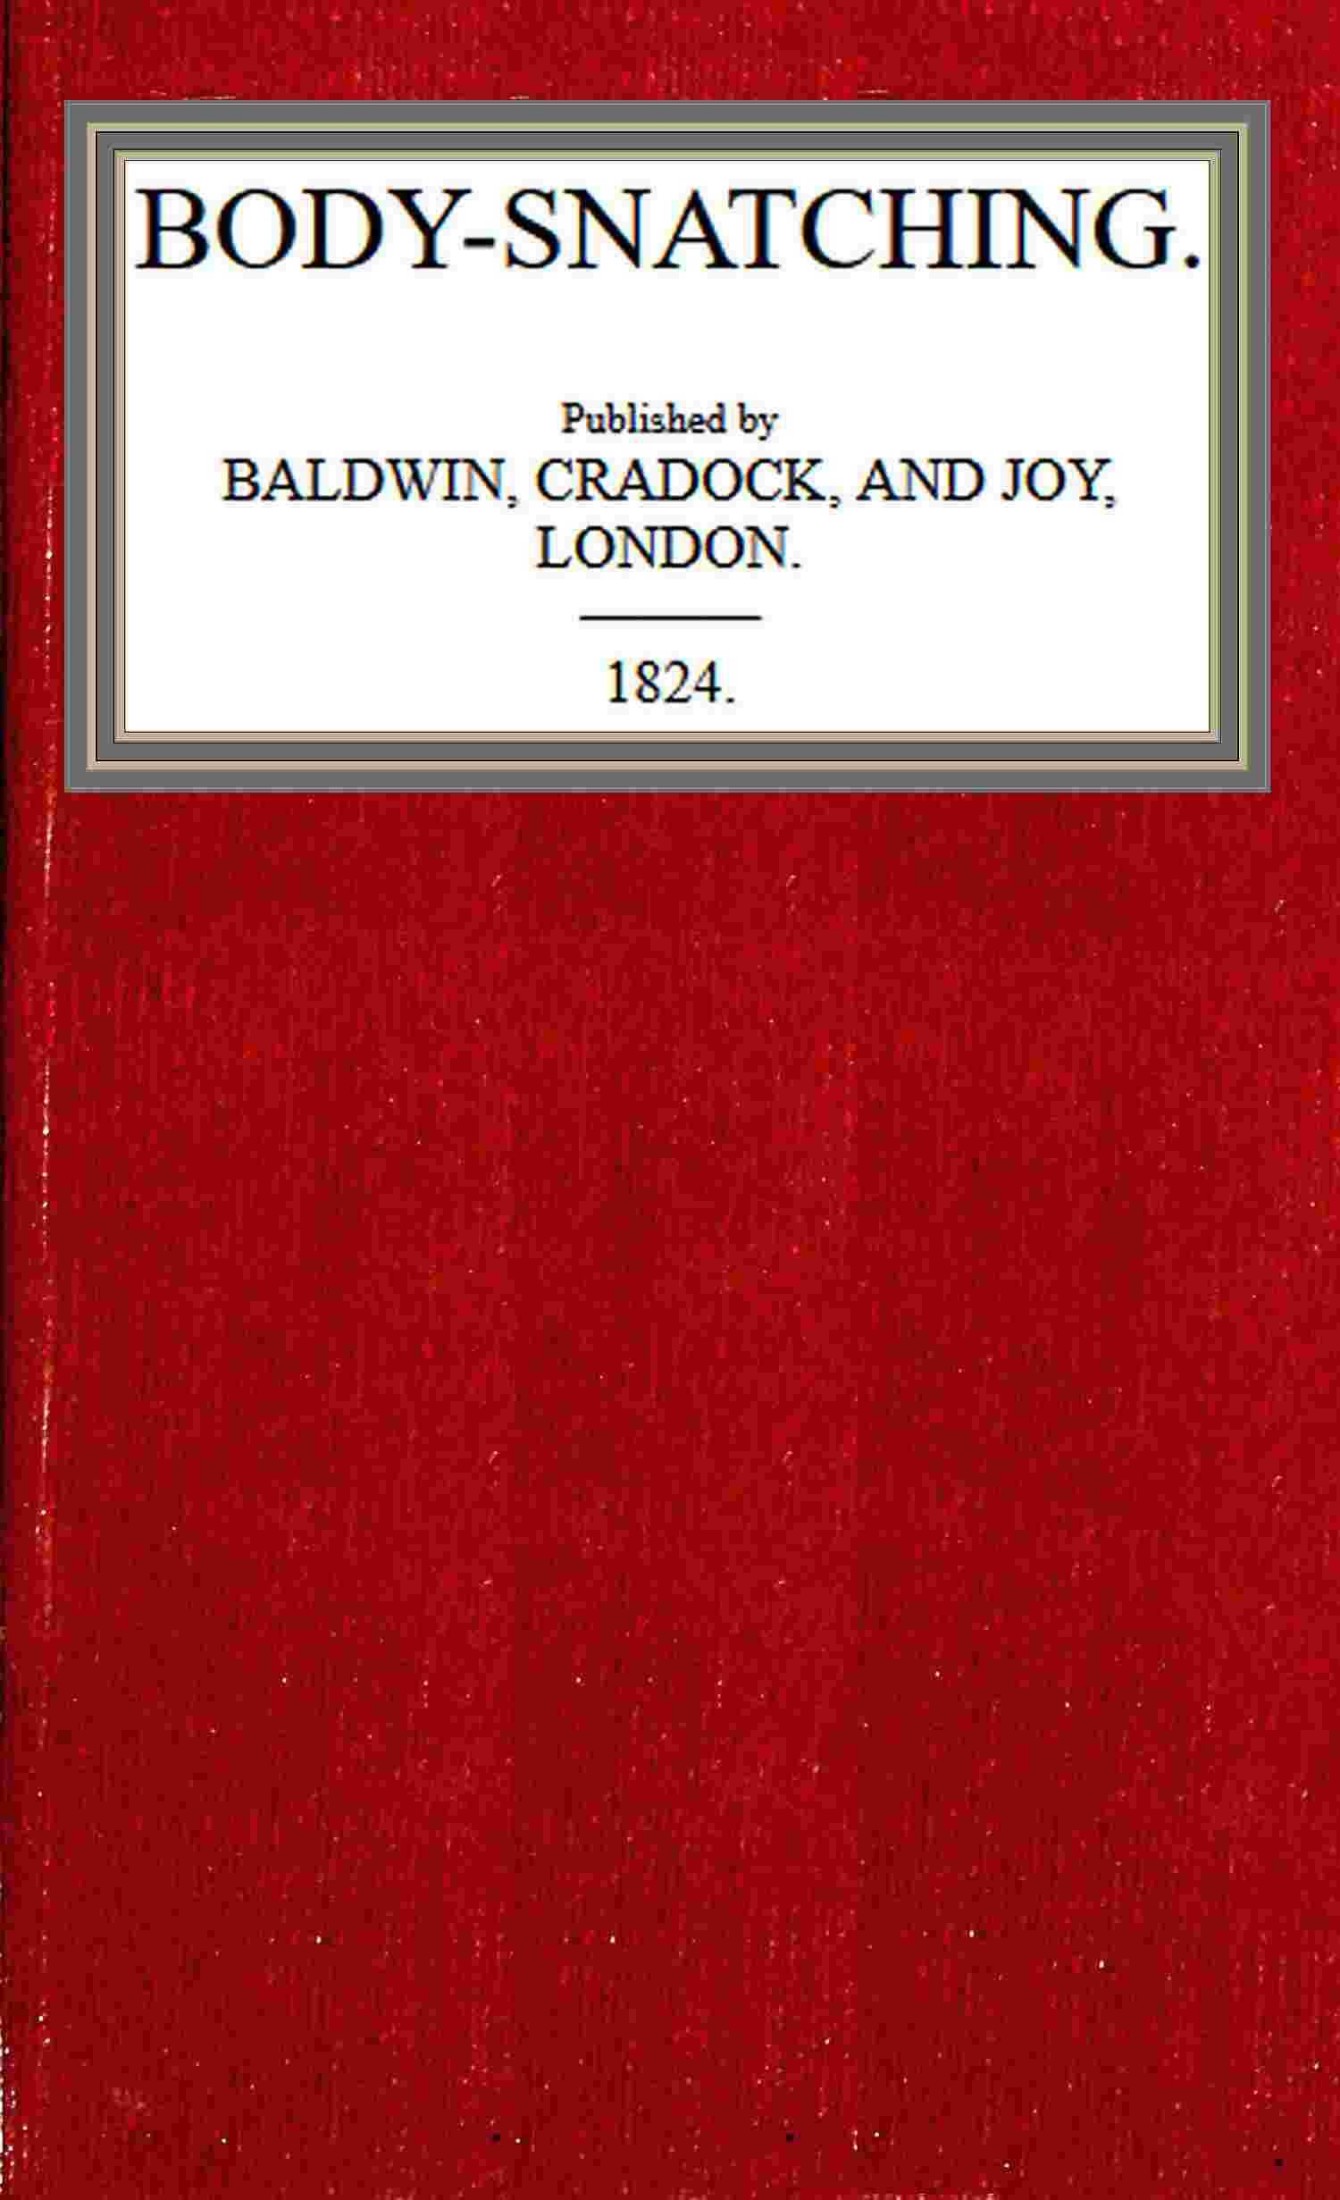 BODY-SNATCHING.
Published by
BALDWIN, CRADOCK, AND JOY,
LONDON.
1824.